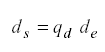 d_s = q_d d_e